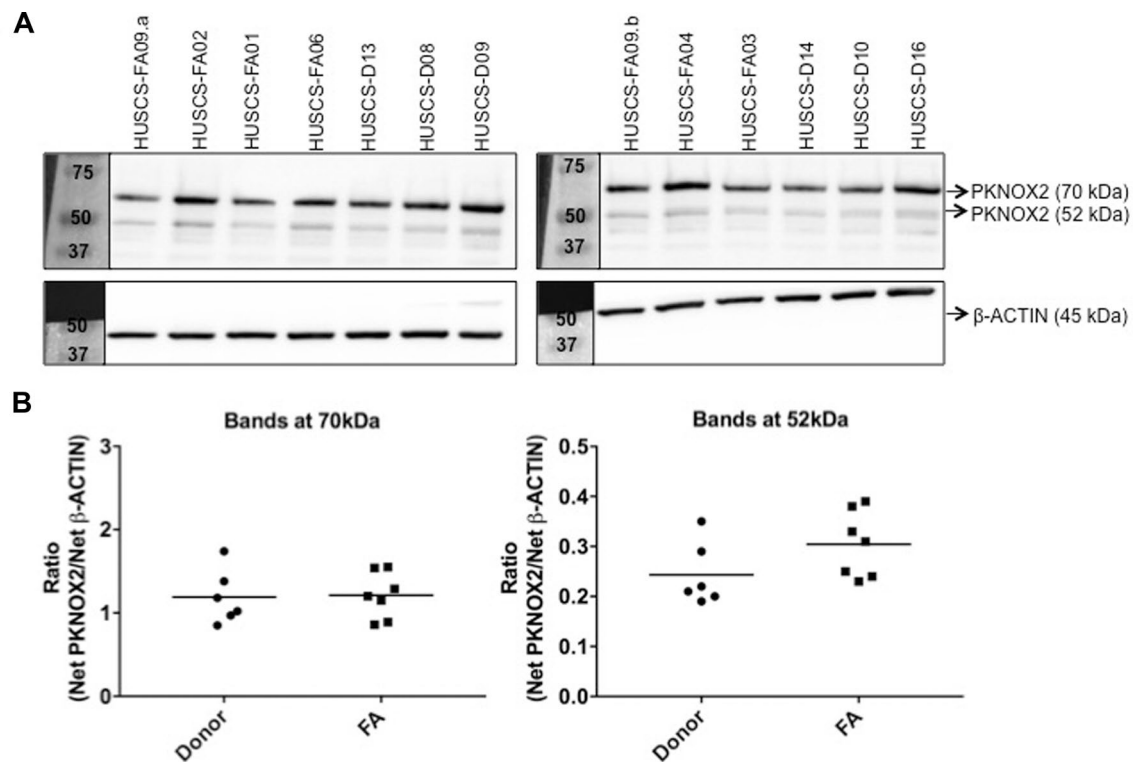 A
HUSCS-FA09.a
HUSCS-FA02
HUSCS-FA01
HUSCS-FA06
HUSCS-D13
HUSCS-D08
HUSCS-D09
HUSCS-FA09.b
HUSCS-FA04
HUSCS-FA03
HUSCS-D14
HUSCS-D10
HUSCS-D16
75
50
37
75
50
37
PKNOX2 (70 kDa)
PKNOX2 (52 kDa)
50
37
50
37
β-ACTIN (45 kDa)
B
Bands at 70kDa
Ratio
(Net PKNOX2/Net β-ACTIN)
3
2
1
0
Donor
FA
Bands at 52kDa
Ratio
(Net PKNOX2/Net β-ACTIN)
0.5
0.4
0.3
0.2
0.1
0.0
Donor
FA